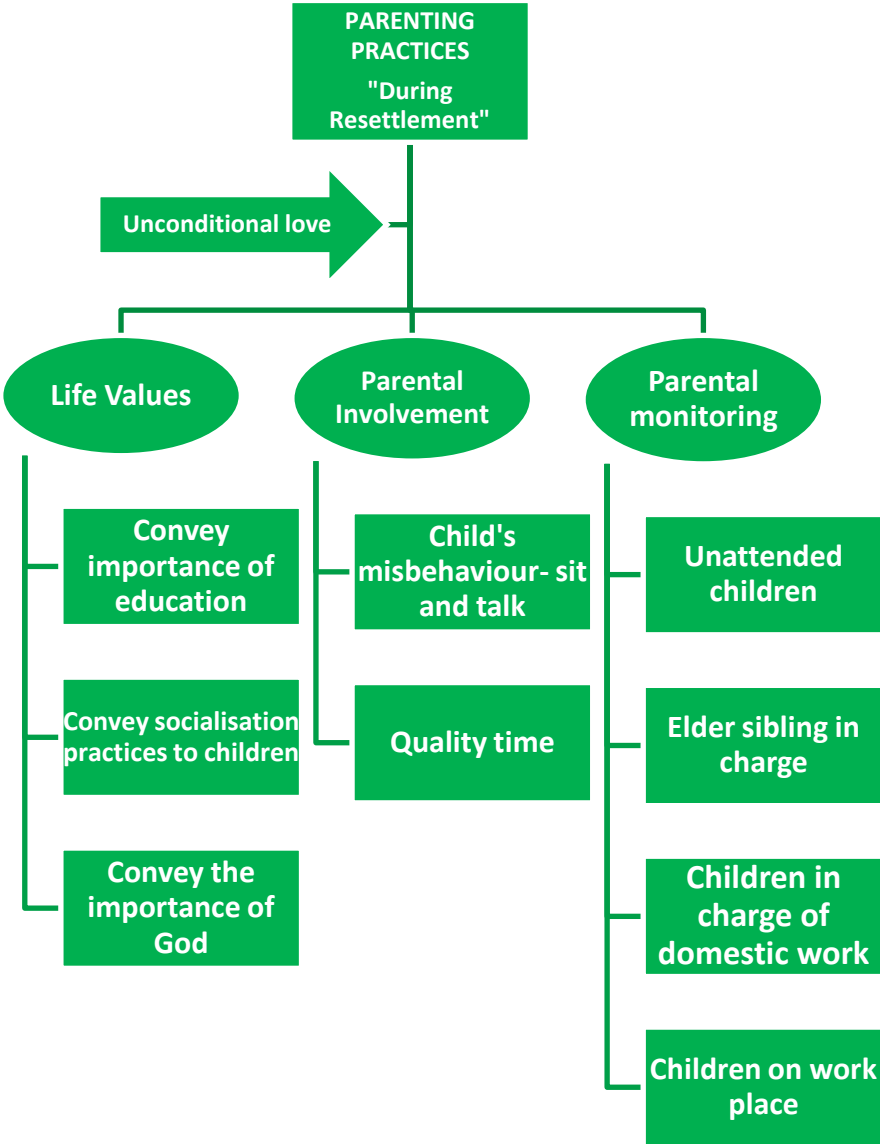 PARENTING
PRACTICES
"During
Resettlement"
Unconditional love
Life Values
Parental
Involvement
Parental
monitoring
Convey
importance of
education
Convey socialisation
practices to children
Convey the
importance of
God
Child's
misbehaviour- sit
and talk
Quality time
Unattended
children
Elder sibling in
charge
Children in
charge of
domestic work
Children on work
place